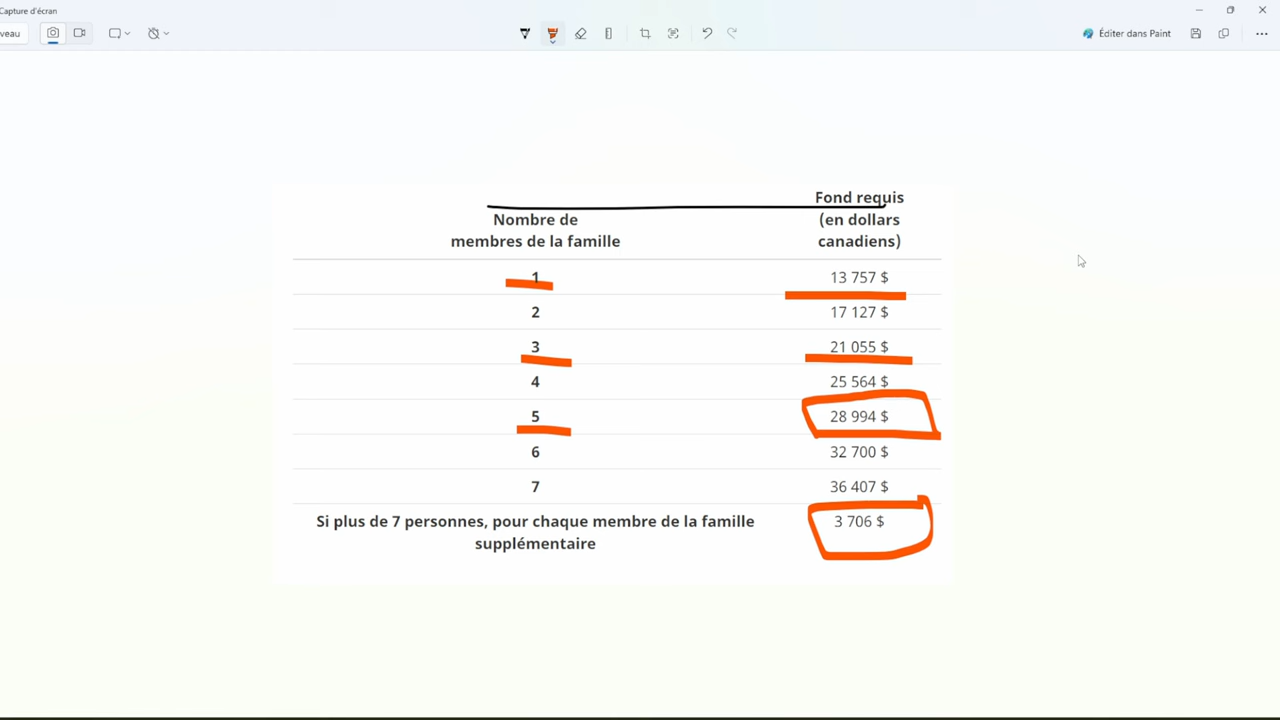 Capture d'écran
veau
Éditer dans Paint
Nombre de
membres de la famille
Fond requis
(en dollars
canadiens)
1 13 757 $
2 17 127 $
3 21 055 $
4 25 564 $
5 28 994 $
6 32 700 $
7 36 407 $
Si plus de 7 personnes, pour chaque membre de la famille
supplémentaire
3 706 $